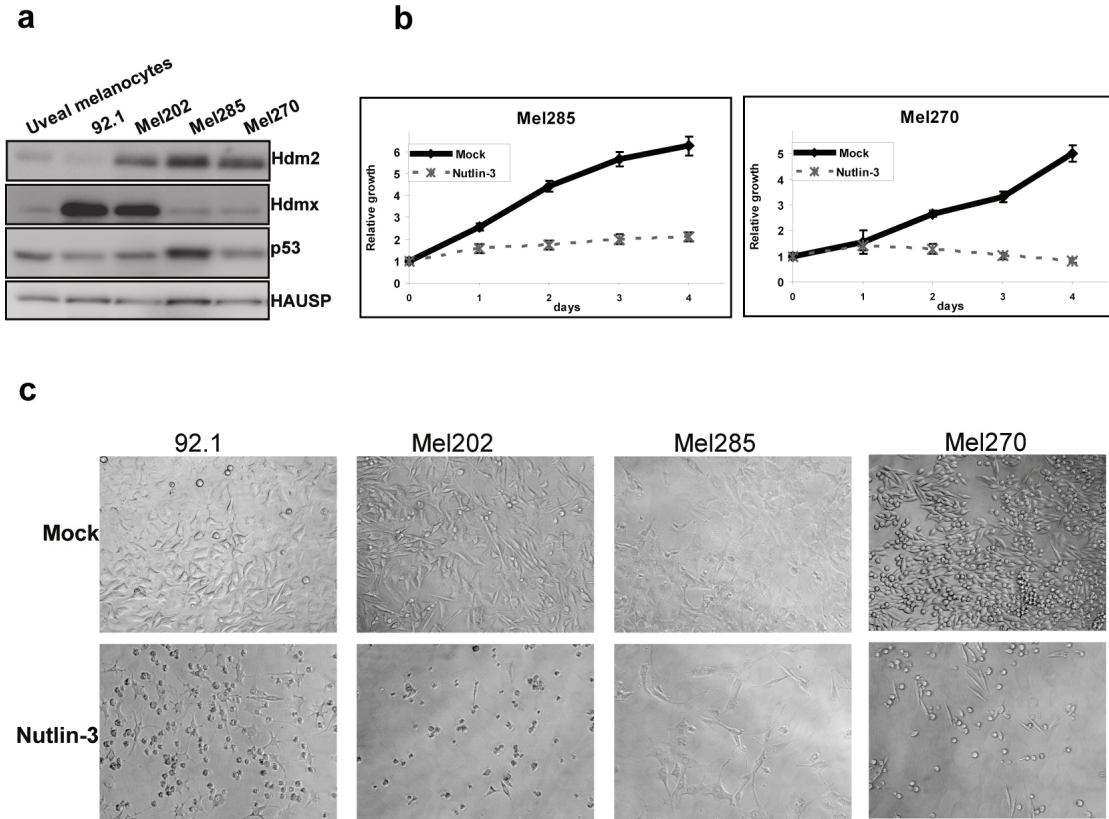 a
b
Uveal melanocytes
92.1
Mel202
Mel285
Mel270
Hdm2
Hdmx
p53
HAUSP
Mel285
Relative growth
6
5
4
3
2
1
0
Mock
Nutlin-3
0 1 2 3 4
days
Mel270
Relative growth
5
4
3
2
1
0
Mock
Nutlin-3
0 1 2 3 4
days
c
92.1 Mel202 Mel285 Mel270
Mock
Nutlin-3